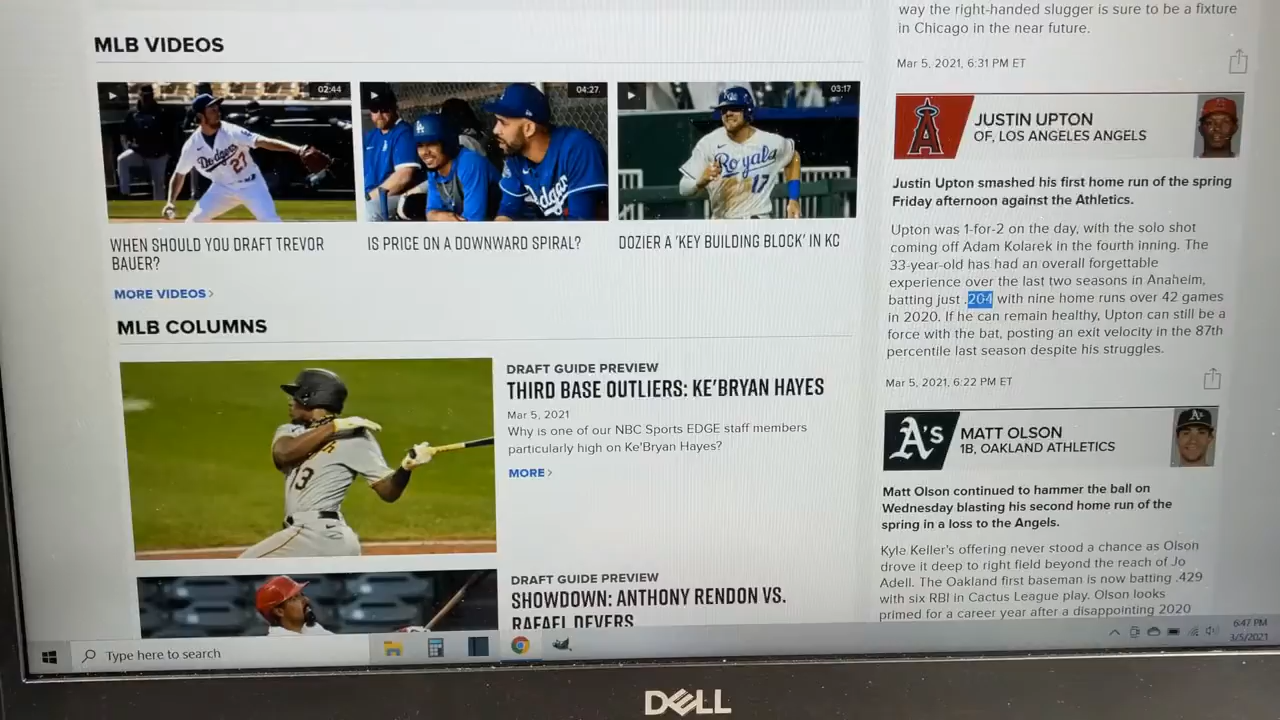 MLB VIDEOS
02:44
04:27
03:17
Dodgers
27
Dodgers
Royals
17
WHEN SHOULD YOU DRAFT TREVOR
BAUER?
IS PRICE ON A DOWNWARD SPIRAL?
DOZIER A 'KEY BUILDING BLOCK' IN KC
MORE VIDEOS >
MLB COLUMNS
13
DRAFT GUIDE PREVIEW
THIRD BASE OUTLIERS: KE'BRYAN HAYES
Mar 5, 2021
Why is one of our NBC Sports EDGE staff members
particularly high on Ke'Bryan Hayes?
MORE >
DRAFT GUIDE PREVIEW
SHOWDOWN: ANTHONY RENDON VS.
RAFAEL DEVERS
way the right-handed slugger is sure to be a fixture
in Chicago in the near future.
Mar 5, 2021, 6:31 PM ET
A
JUSTIN UPTON
OF, LOS ANGELES ANGELS
Justin Upton smashed his first home run of the spring
Friday afternoon against the Athletics.
Upton was 1-for-2 on the day, with the solo shot
coming off Adam Kolarek in the fourth inning. The
33-year-old has had an overall forgettable
experience over the last two seasons in Anaheim,
batting just .204 with nine home runs over 42 games
in 2020. If he can remain healthy, Upton can still be a
force with the bat, posting an exit velocity in the 87th
percentile last season despite his struggles.
Mar 5, 2021, 6:22 PM ET
A's
MATT OLSON
1B, OAKLAND ATHLETICS
Matt Olson continued to hammer the ball on
Wednesday blasting his second home run of the
spring in a loss to the Angels.
Kyle Keller's offering never stood a chance as Olson
drove it deep to right field beyond the reach of Jo
Adell. The Oakland first baseman is now batting .429
with six RBI in Cactus League play. Olson looks
primed for a career year after a disappointing 2020
Type here to search
6:47 PM
3/5/2021
DELL